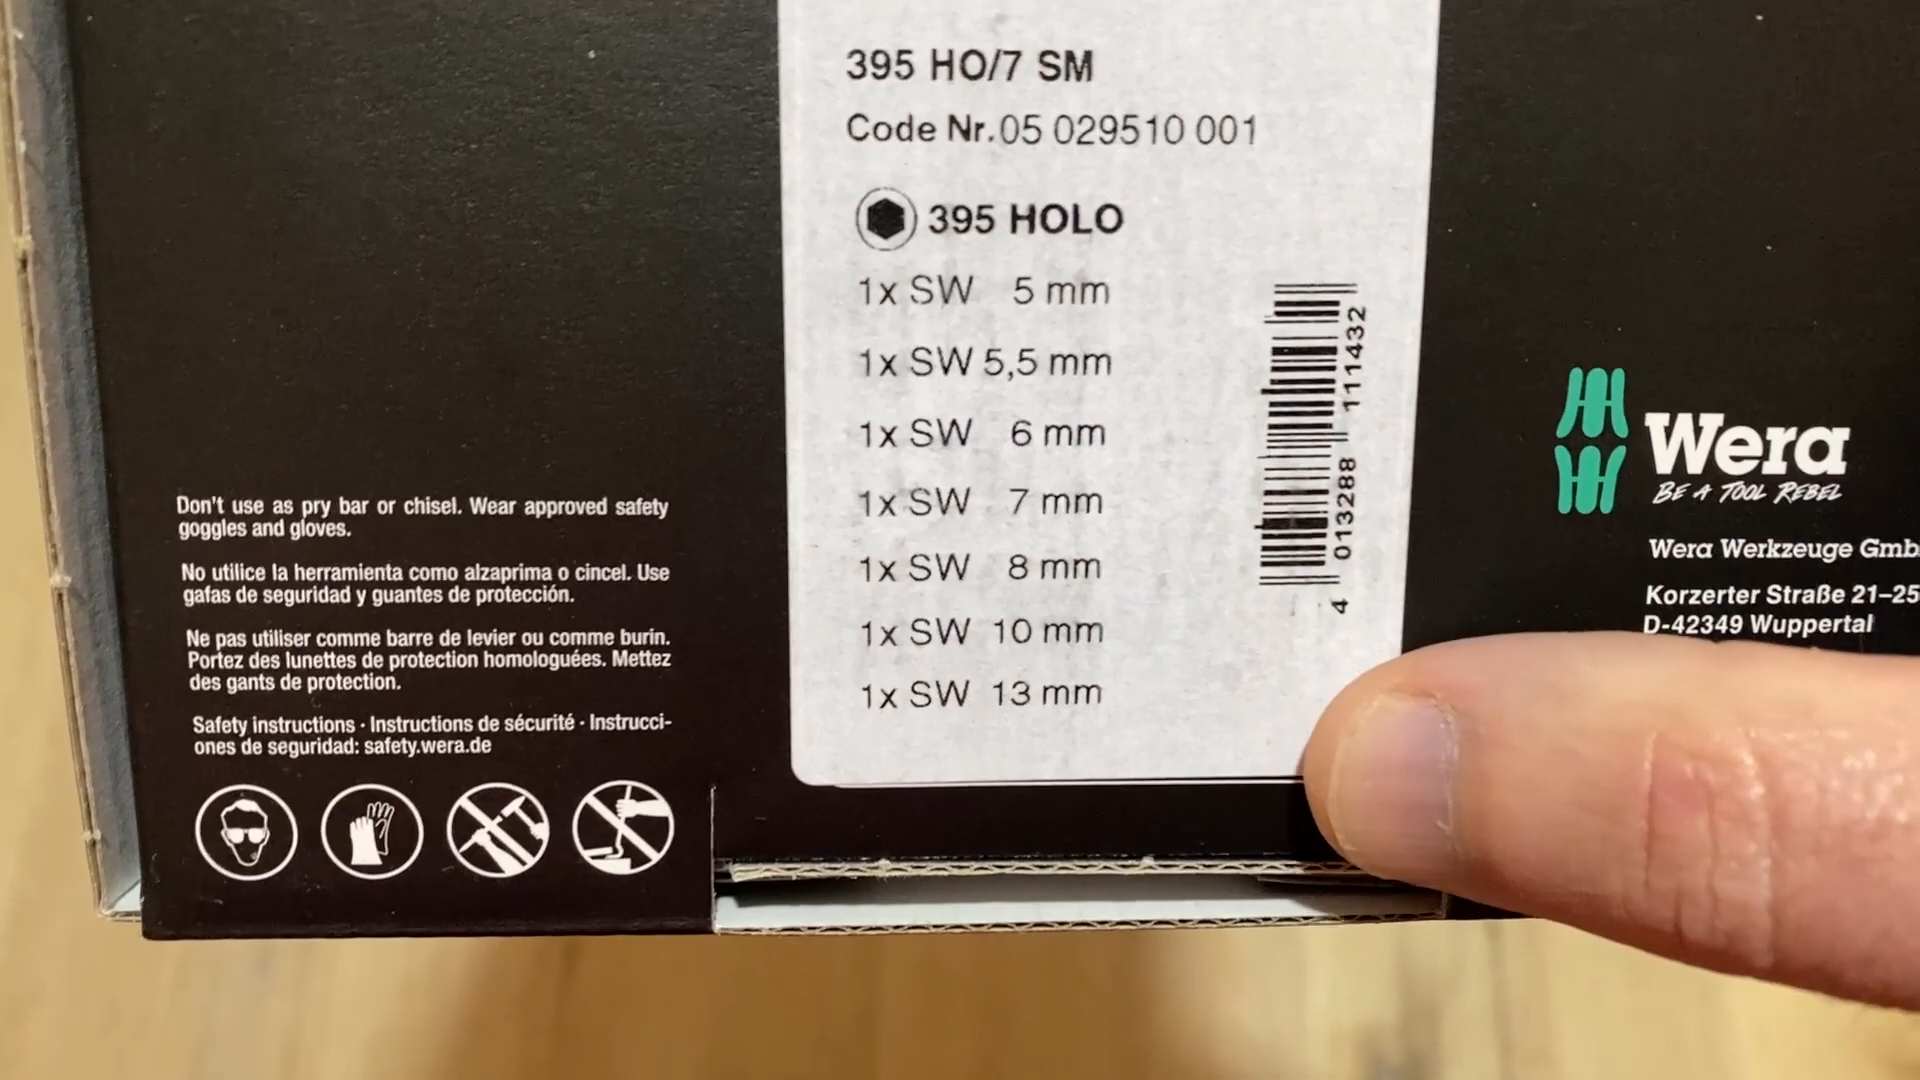 395 HO/7 SM
Code Nr.05 029510 001
395 HOLO
1x SW 5 mm
1x SW 5,5 mm
1x SW 6 mm
1x SW 7 mm
1x SW 8 mm
1x SW 10 mm
1x SW 13 mm
4 013288 111432
Don't use as pry bar or chisel. Wear approved safety
goggles and gloves.
No utilice la herramienta como alzaprima o cincel. Use
gafas de seguridad y guantes de protección.
Ne pas utiliser comme barre de levier ou comme burin.
Portez des lunettes de protection homologuées. Mettez
des gants de protection.
Safety instructions · Instructions de sécurité · Instrucci-
ones de seguridad: safety.wera.de
Wera
BE A TOOL REBEL
Wera Werkzeuge Gmb
Korzerter Straße 21–25
D-42349 Wuppertal